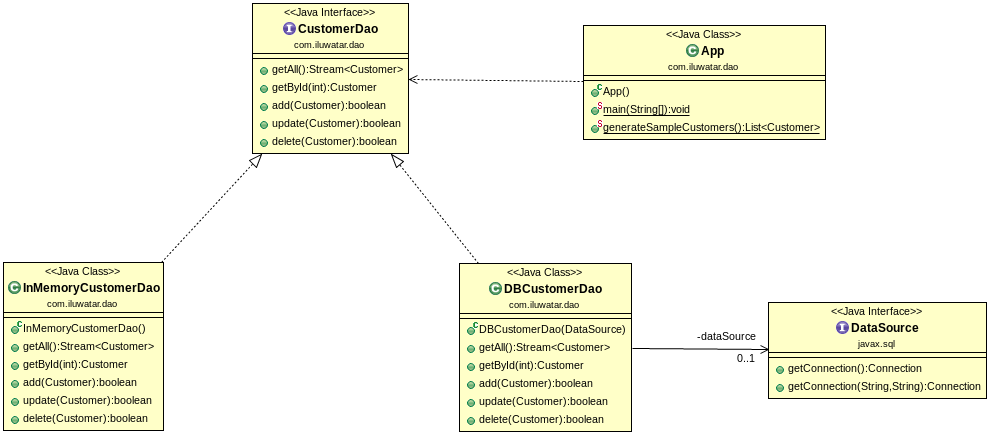 <<Java Interface>>
CustomerDao
com.iluwatar.dao
getAll():Stream<Customer>
getById(int):Customer
add(Customer):boolean
update(Customer):boolean
delete(Customer):boolean
<<Java Class>>
App
com.iluwatar.dao
App()
main(String[]):void
generateSampleCustomers():List<Customer>
<<Java Class>>
InMemoryCustomerDao
com.iluwatar.dao
InMemoryCustomerDao()
getAll():Stream<Customer>
getById(int):Customer
add(Customer):boolean
update(Customer):boolean
delete(Customer):boolean
<<Java Class>>
DBCustomerDao
com.iluwatar.dao
DBCustomerDao(DataSource)
getAll():Stream<Customer>
getById(int):Customer
add(Customer):boolean
update(Customer):boolean
delete(Customer):boolean
-dataSource
0..1
<<Java Interface>>
DataSource
javax.sql
getConnection():Connection
getConnection(String,String):Connection